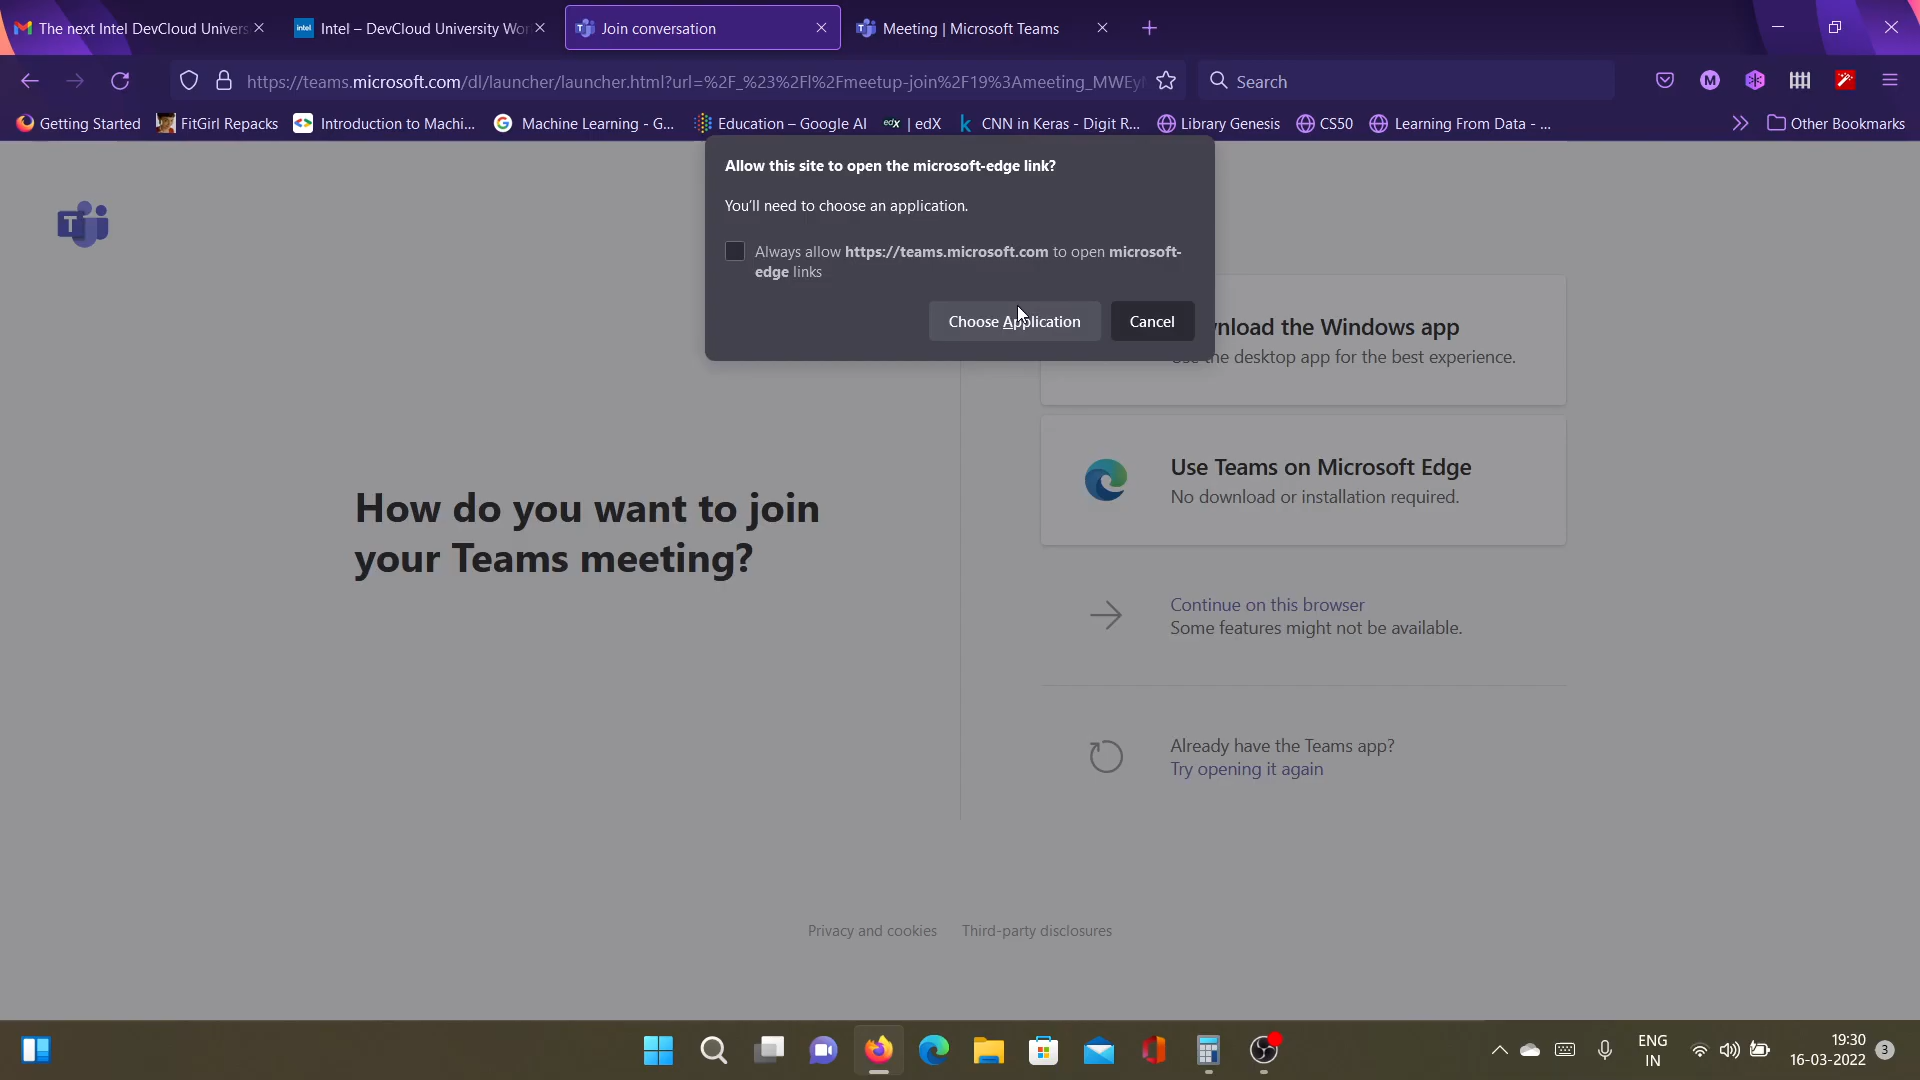 The next Intel DevCloud Univers
Intel – DevCloud University Wor
Join conversation
Meeting | Microsoft Teams
https://teams.microsoft.com/dl/launcher/launcher.html?url=%2F_%23%2Fl%2Fmeetup-join%2F19%3Ameeting_MWEy
Search
Getting Started
FitGirl Repacks
Introduction to Machi...
Machine Learning - G...
Education – Google AI
edX | edX
CNN in Keras - Digit R...
Library Genesis
CS50
Learning From Data - ...
Other Bookmarks
Allow this site to open the microsoft-edge link?
You'll need to choose an application.
Always allow https://teams.microsoft.com to open microsoft-
edge links
Choose Application
Cancel
nload the Windows app
the desktop app for the best experience.
Use Teams on Microsoft Edge
No download or installation required.
How do you want to join
your Teams meeting?
Continue on this browser
Some features might not be available.
Already have the Teams app?
Try opening it again
Privacy and cookies
Third-party disclosures
ENG
IN
19:30
16-03-2022
3